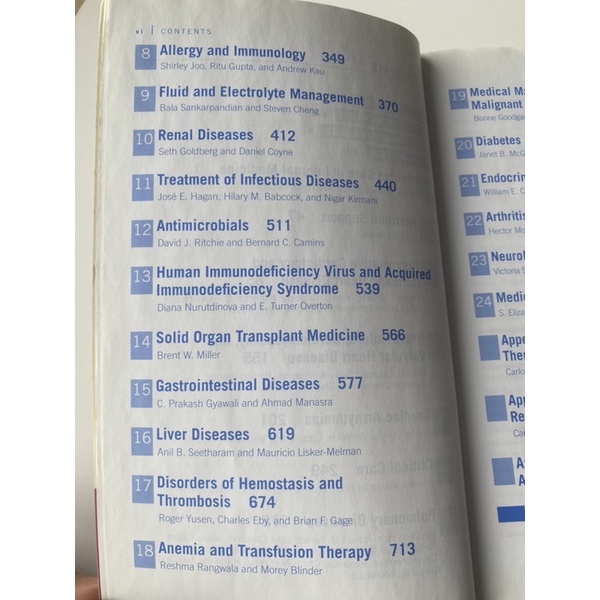 vi | CONTENTS
8 Allergy and Immunology 349
Shirley Joo, Ritu Gupta, and Andrew Kau
9 Fluid and Electrolyte Management 370
Bala Sankarpandian and Steven Cheng
10 Renal Diseases 412
Seth Goldberg and Daniel Coyne
11 Treatment of Infectious Diseases 440
José E. Hagan, Hilary M. Babcock, and Nigar Kirmani
12 Antimicrobials 511
David J. Ritchie and Bernard C. Camins
13 Human Immunodeficiency Virus and Acquired
Immunodeficiency Syndrome 539
Diana Nurutdinova and E. Turner Overton
14 Solid Organ Transplant Medicine 566
Brent W. Miller
15 Gastrointestinal Diseases 577
C. Prakash Gyawali and Ahmad Manasra
16 Liver Diseases 619
Anil B. Seetharam and Mauricio Lisker-Melman
17 Disorders of Hemostasis and
Thrombosis 674
Roger Yusen, Charles Eby, and Brian F. Gage
18 Anemia and Transfusion Therapy 713
Reshma Rangwala and Morey Blinder
19 Medical
Malignant
Boone
20 Diabetes
Janet B.
21
William E.
22
Hector
23
Victoria
24
S.